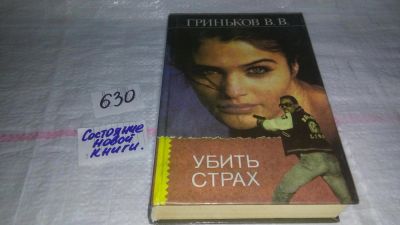 ГРИНЬКОВ В. В.
630
Состояние
новой
книги.
УБИТЬ
СТРАХ